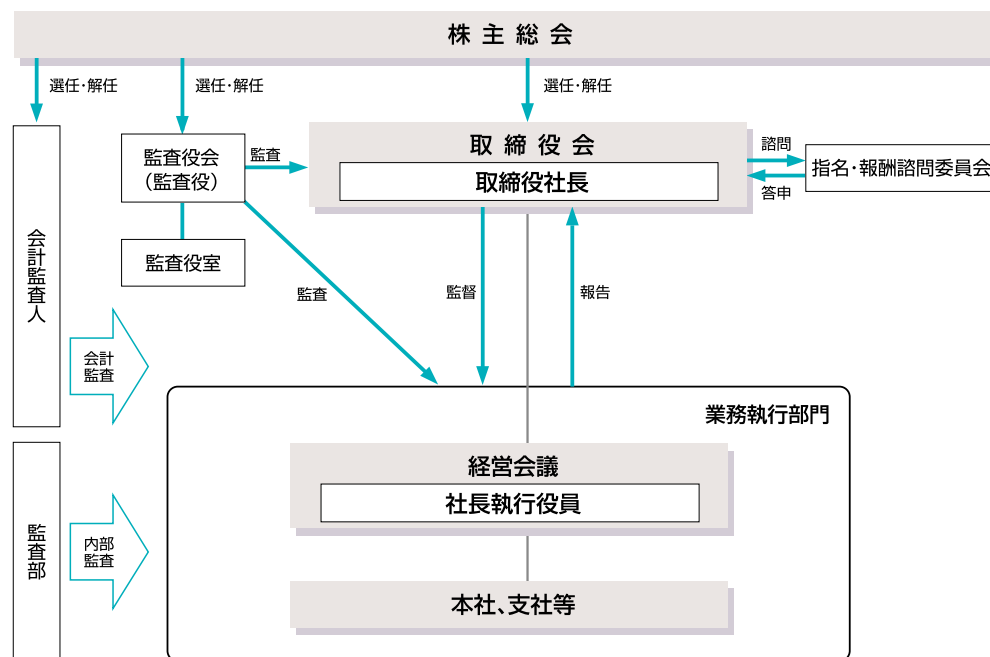 株主総会
選任・解任
選任・解任
選任・解任
監査役会
（監査役）
監査
取締役会
取締役社長
諮問
答申
指名・報酬諮問委員会
会計監査人
監査役室
監査
監督
報告
会計
監査
業務執行部門
経営会議
社長執行役員
監査部
内部
監査
本社、支社等